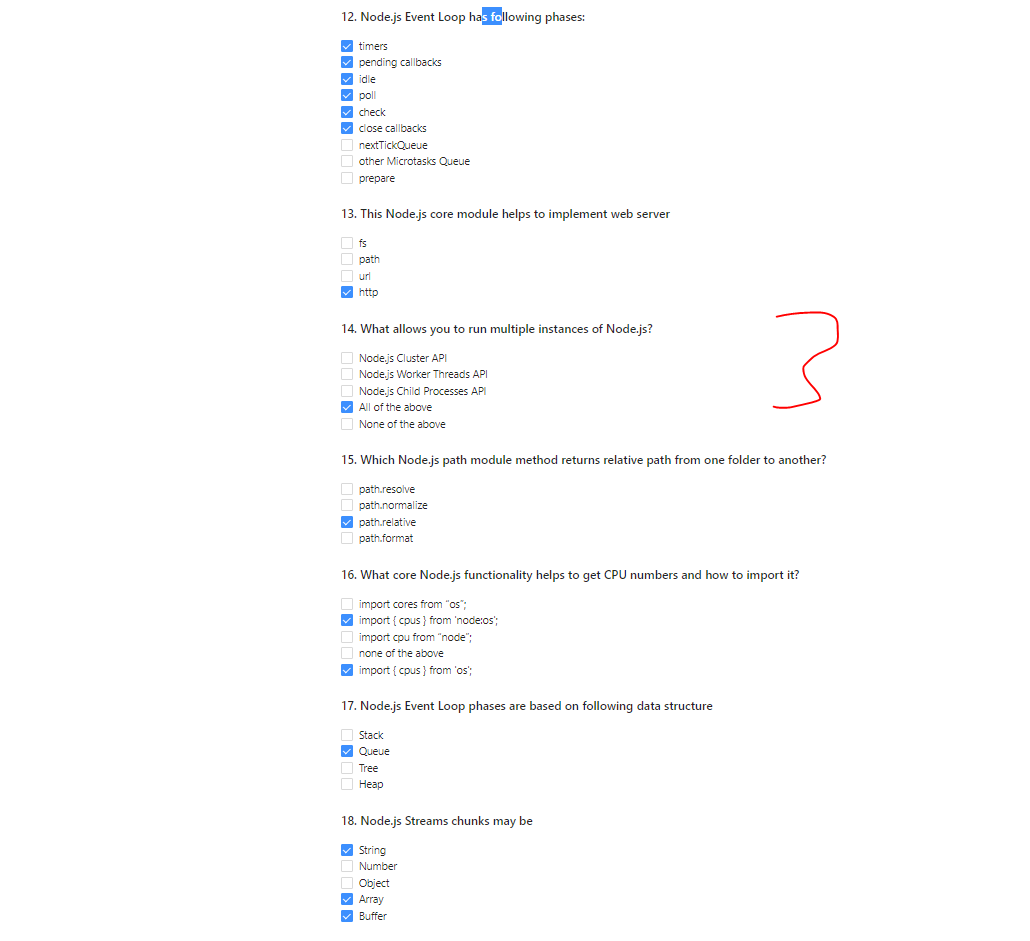 12. Node.js Event Loop has following phases:
timers
pending callbacks
idle
poll
check
close callbacks
nextTickQueue
other Microtasks Queue
prepare
13. This Node.js core module helps to implement web server
fs
path
url
http
14. What allows you to run multiple instances of Node.js?
Node.js Cluster API
Node.js Worker Threads API
Node.js Child Processes API
All of the above
None of the above
15. Which Node.js path module method returns relative path from one folder to another?
path.resolve
path.normalize
path.relative
path.format
16. What core Node.js functionality helps to get CPU numbers and how to import it?
import cores from "os";
import { cpus } from 'node:os';
import cpu from "node";
none of the above
import { cpus } from 'os';
17. Node.js Event Loop phases are based on following data structure
Stack
Queue
Tree
Heap
18. Node.js Streams chunks may be
String
Number
Object
Array
Buffer